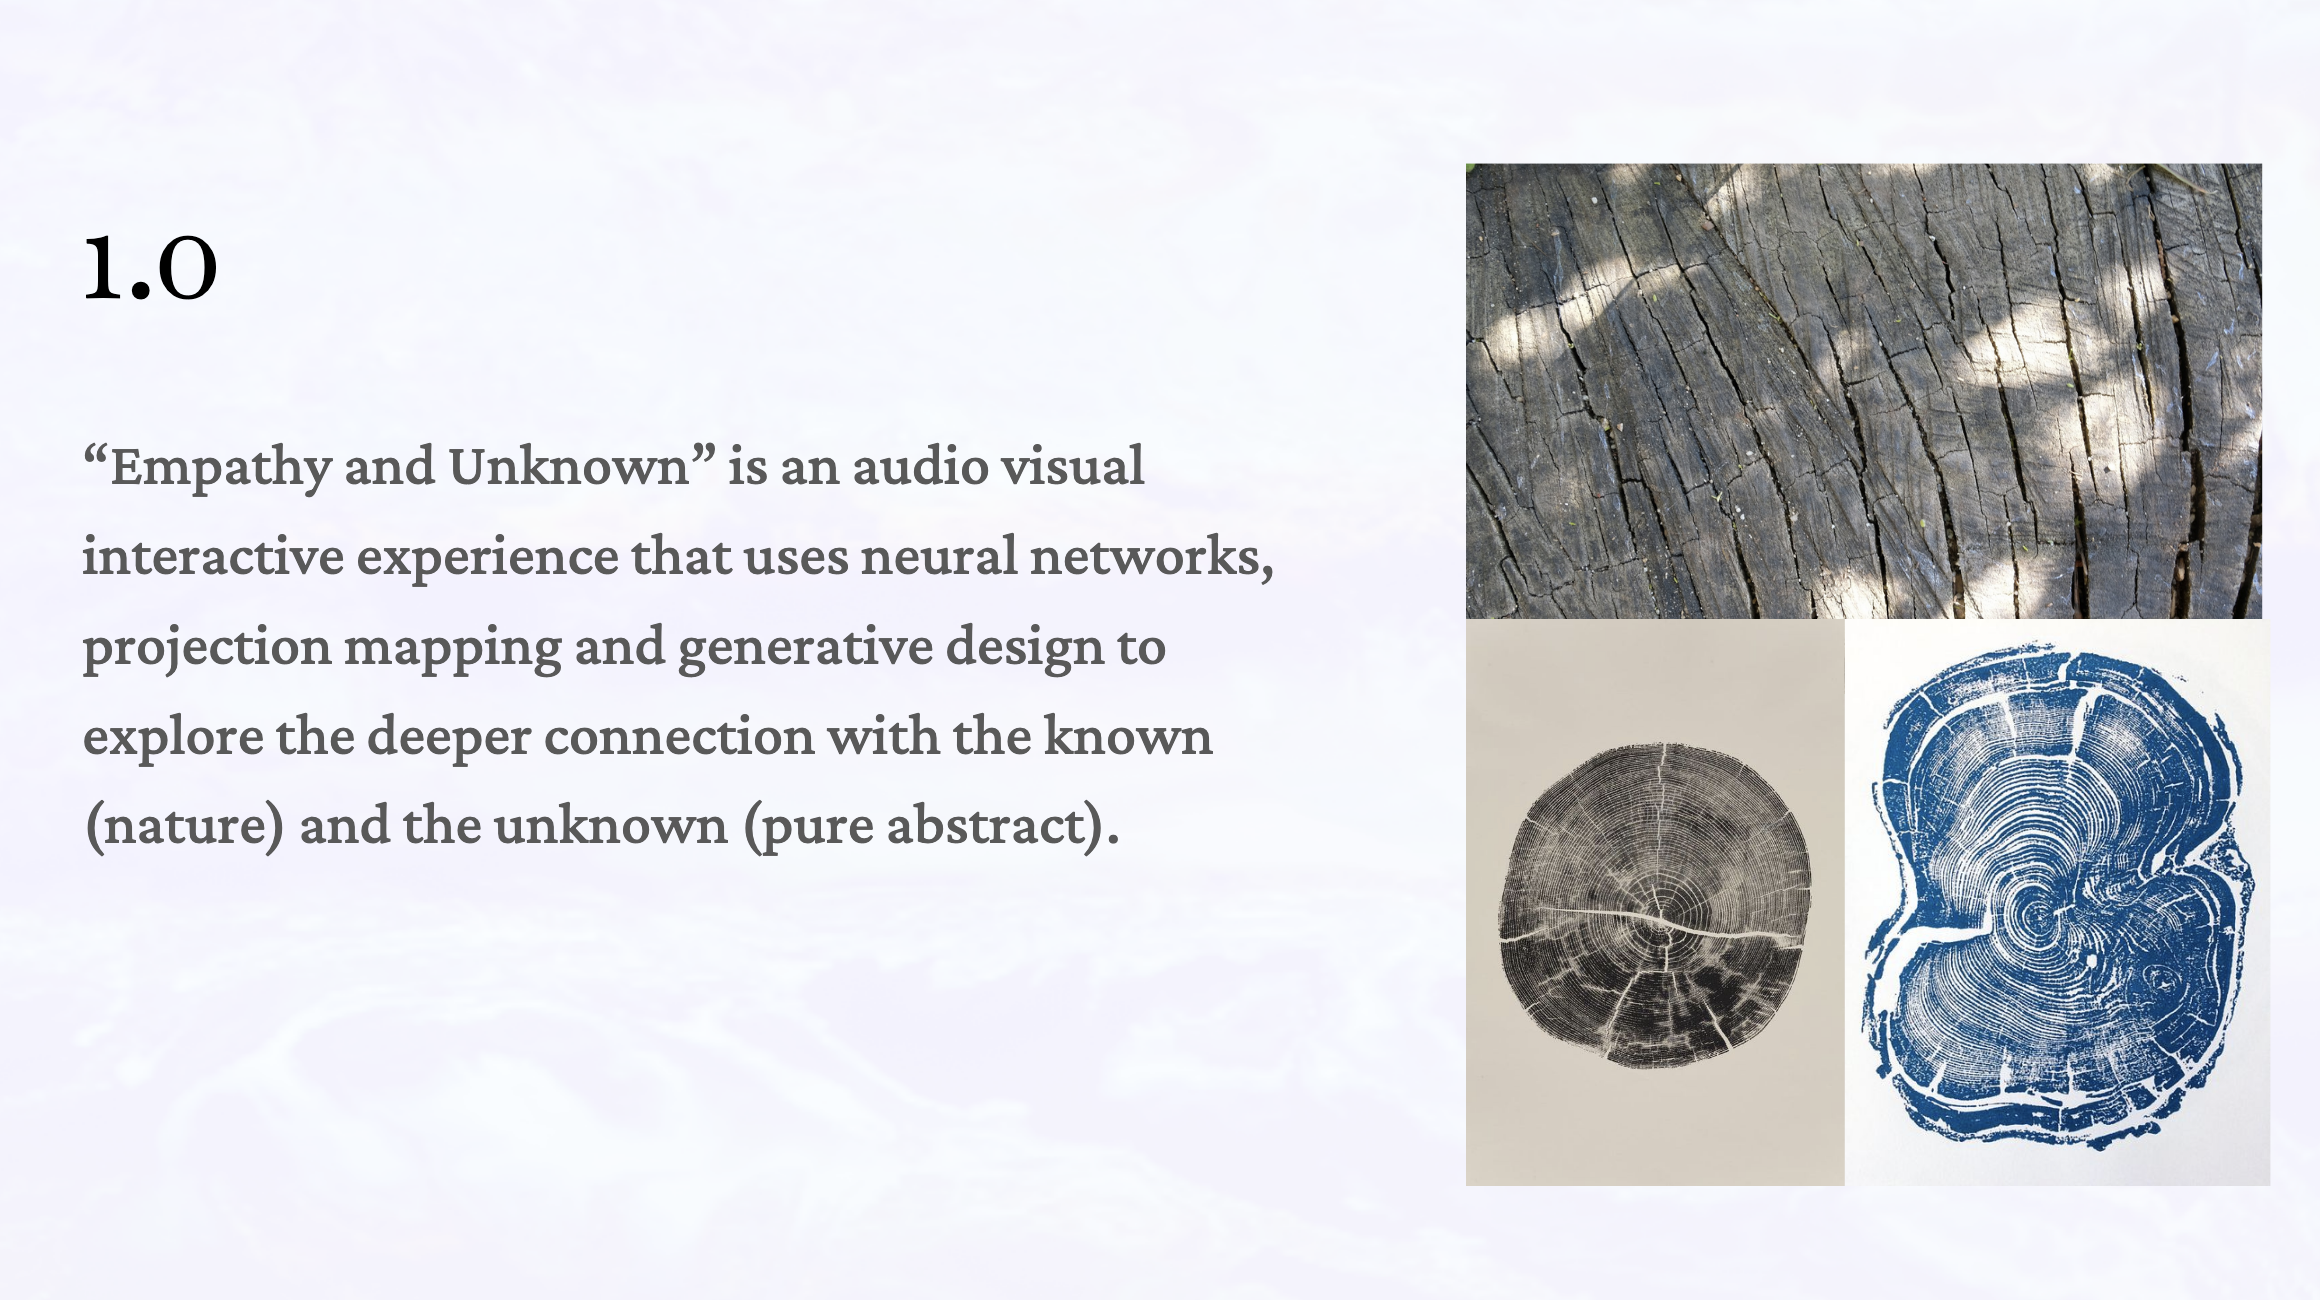 1.0
“Empathy and Unknown” is an audio visual
interactive experience that uses neural networks,
projection mapping and generative design to
explore the deeper connection with the known
(nature) and the unknown (pure abstract).